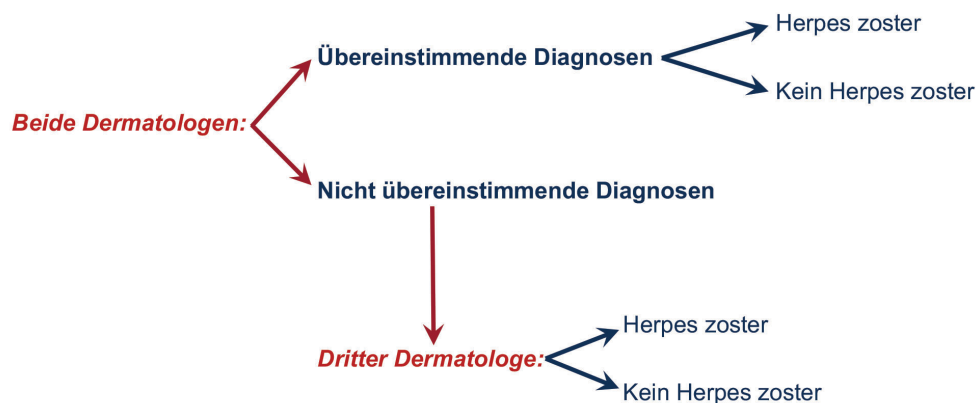 Herpes zoster
Übereinstimmende Diagnosen
Kein Herpes zoster
Beide Dermatologen:
Nicht übereinstimmende Diagnosen
Herpes zoster
Dritter Dermatologe:
Kein Herpes zoster